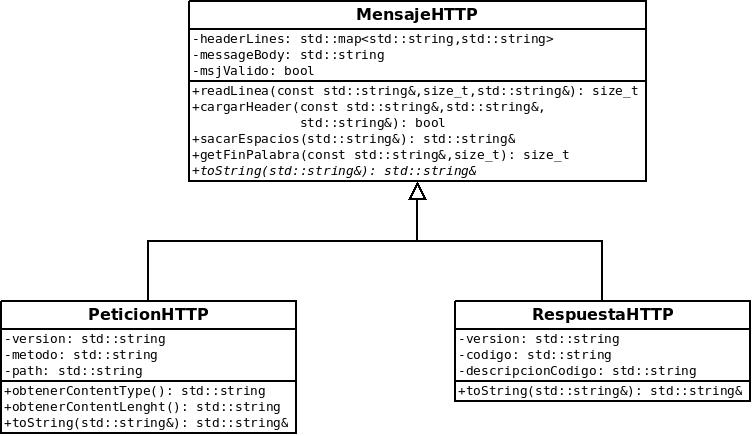 MensajeHTTP
-headerLines: std::map<std::string,std::string>
-messageBody: std::string
-msjValido: bool
+readLinea(const std::string&,size_t,std::string&): size_t
+cargarHeader(const std::string&,std::string&,
std::string&): bool
+sacarEspacios(std::string&): std::string&
+getFinPalabra(const std::string&,size_t): size_t
+toString(std::string&): std::string&
PeticionHTTP
-version: std::string
-metodo: std::string
-path: std::string
+obtenerContentType(): std::string
+obtenerContentLenght(): std::string
+toString(std::string&): std::string&
RespuestaHTTP
-version: std::string
-codigo: std::string
-descripcionCodigo: std::string
+toString(std::string&): std::string&